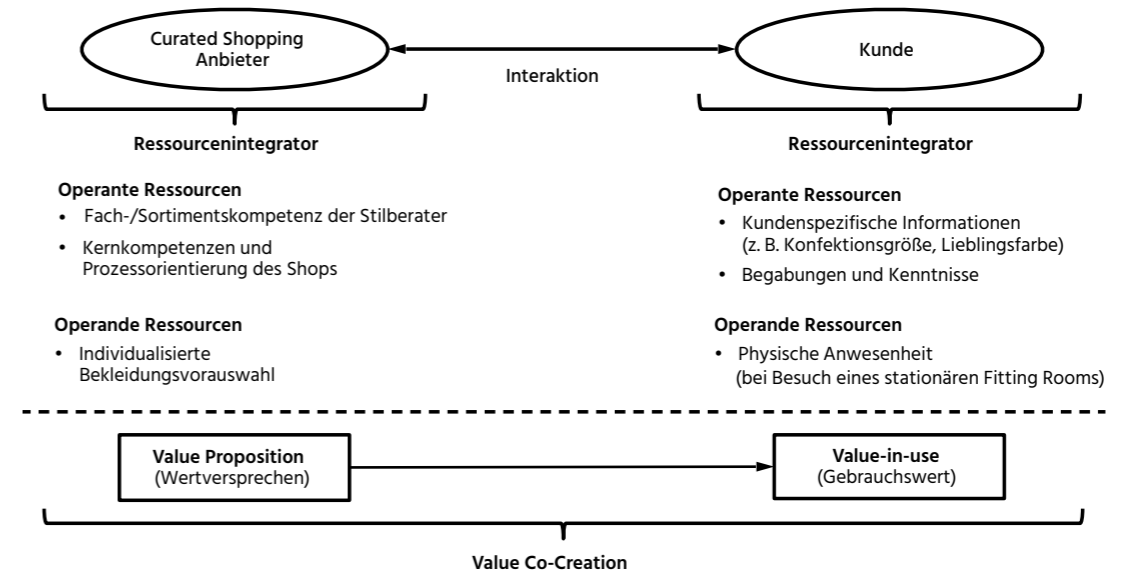 Curated Shopping
Anbieter
Interaktion
Kunde
Ressourcenintegrator
Ressourcenintegrator
Operante Ressourcen
• Fach-/Sortimentskompetenz der Stilberater
• Kernkompetenzen und
Prozessorientierung des Shops
Operande Ressourcen
• Individualisierte
Bekleidungsvorauswahl
Operante Ressourcen
• Kundenspezifische Informationen
(z. B. Konfektionsgröße, Lieblingsfarbe)
• Begabungen und Kenntnisse
Operande Ressourcen
• Physische Anwesenheit
(bei Besuch eines stationären Fitting Rooms)
Value Proposition
(Wertversprechen)
Value-in-use
(Gebrauchswert)
Value Co-Creation